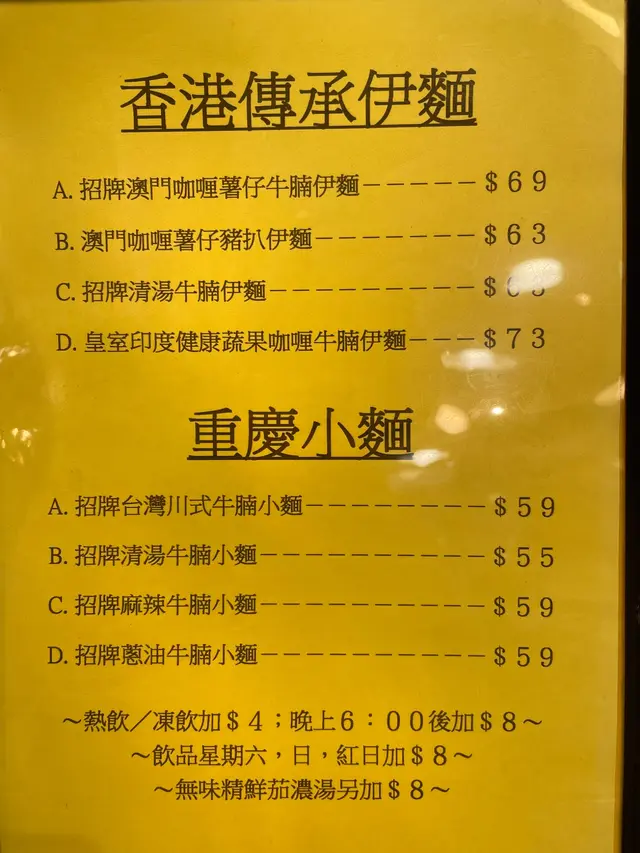 香港傳承伊麵
A. 招牌澳門咖喱薯仔牛腩伊麵－－－－－＄６９
B. 澳門咖喱薯仔豬扒伊麵－－－－－－－＄６３
C. 招牌清湯牛腩伊麵－－－－－－－－－＄
D. 皇室印度健康蔬果咖喱牛腩伊麵－－－＄７３
重慶小麵
A. 招牌台灣川式牛腩小麵－－－－－－－－＄５９
B. 招牌清湯牛腩小麵－－－－－－－－－－＄５５
C. 招牌麻辣牛腩小麵－－－－－－－－－－＄５９
D. 招牌蔥油牛腩小麵－－－－－－－－－－＄５９
～熱飲／凍飲加＄４；晚上６：００後加＄８～
～飲品星期六，日，紅日加＄８～
～無味精鮮茄濃湯另加＄８～